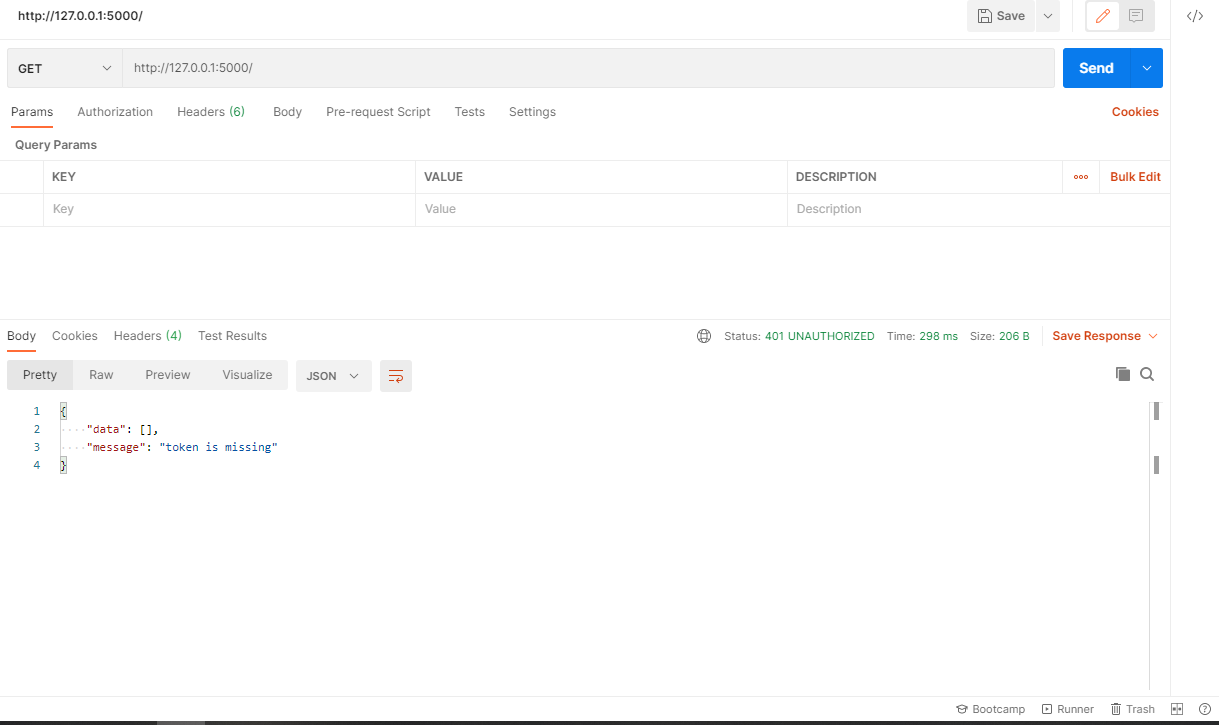 http://127.0.0.1:5000/
Save
GET http://127.0.0.1:5000/ Send
Params Authorization Headers (6) Body Pre-request Script Tests Settings Cookies
Query Params
KEY VALUE DESCRIPTION Bulk Edit
Key Value Description
Body Cookies Headers (4) Test Results Status: 401 UNAUTHORIZED Time: 298 ms Size: 206 B Save Response
Pretty Raw Preview Visualize JSON
1 {
2 "data": [],
3 "message": "token is missing"
4 }
Bootcamp Runner Trash